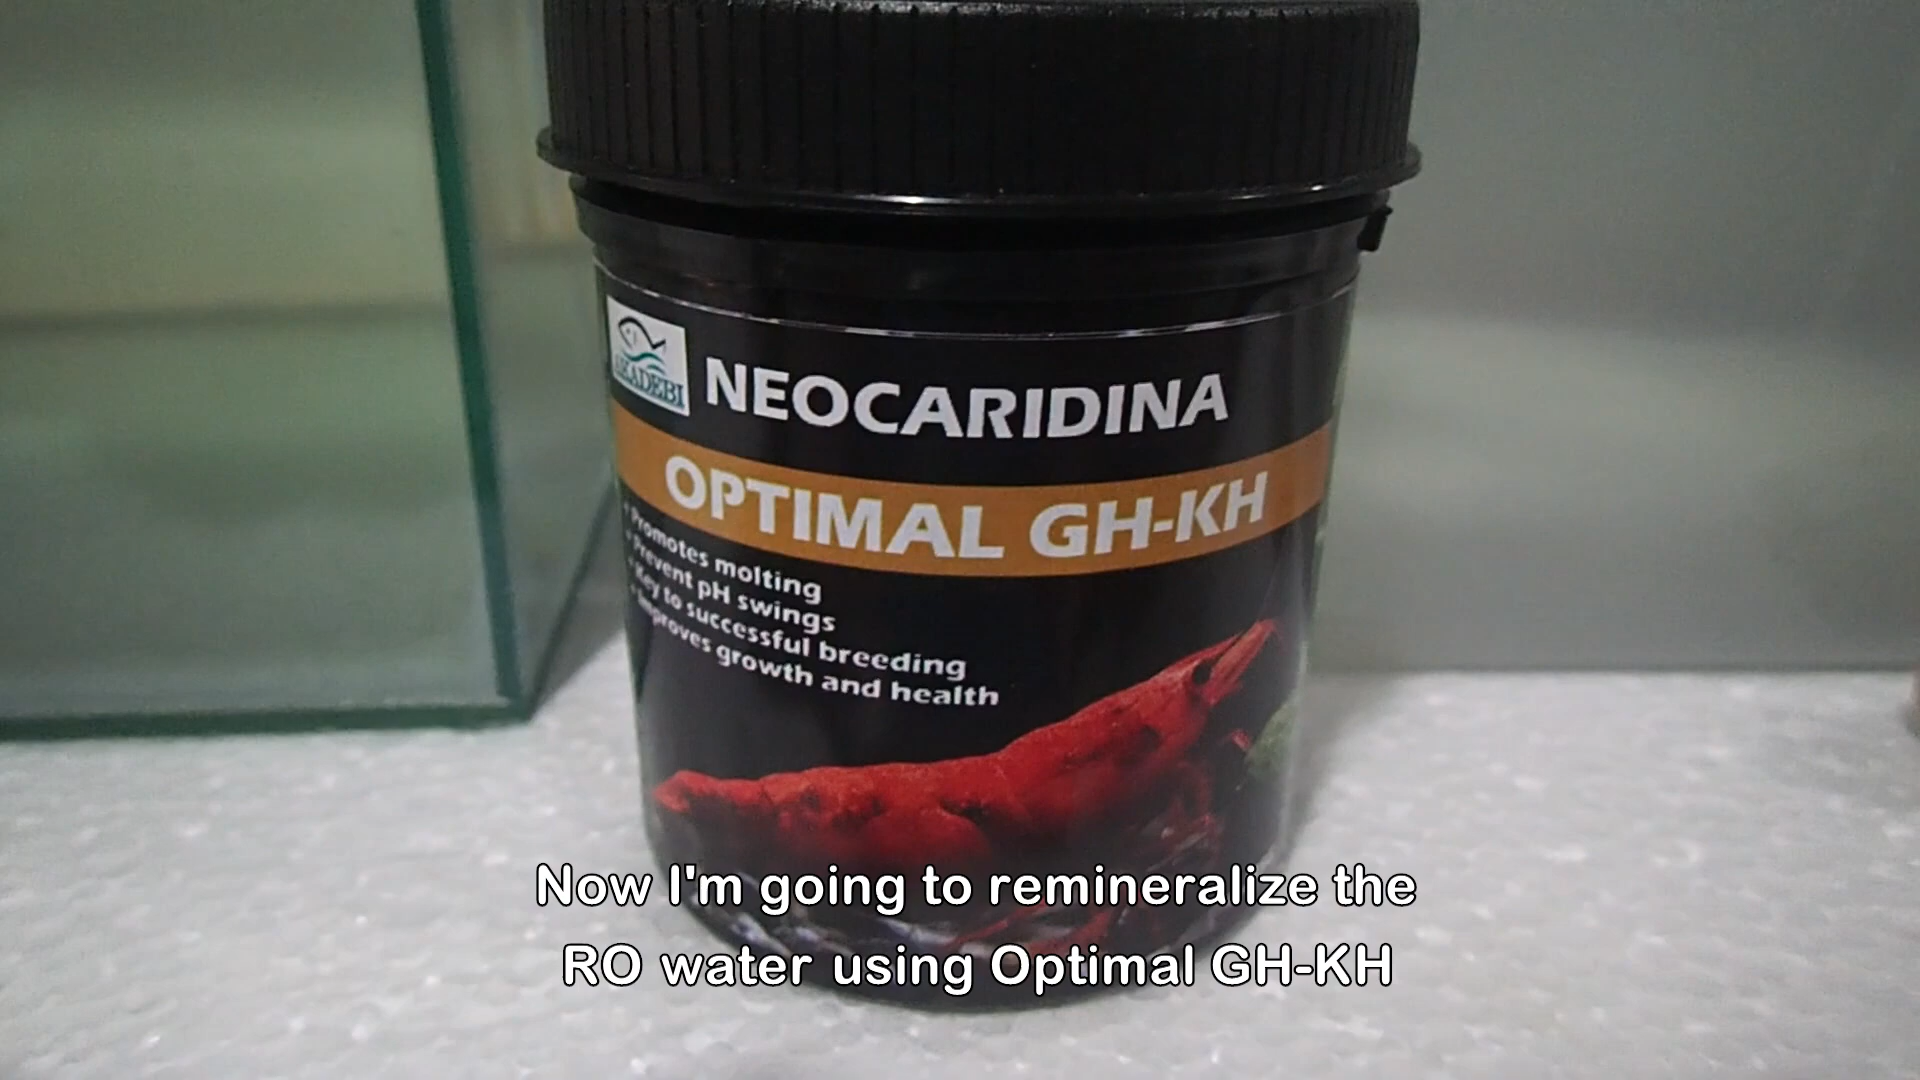 AKADEBI
NEOCARIDINA
OPTIMAL GH-KH
Promotes molting
Prevent pH swings
Key to successful breeding
Improves growth and health
Now I'm going to remineralize the
RO water using Optimal GH-KH